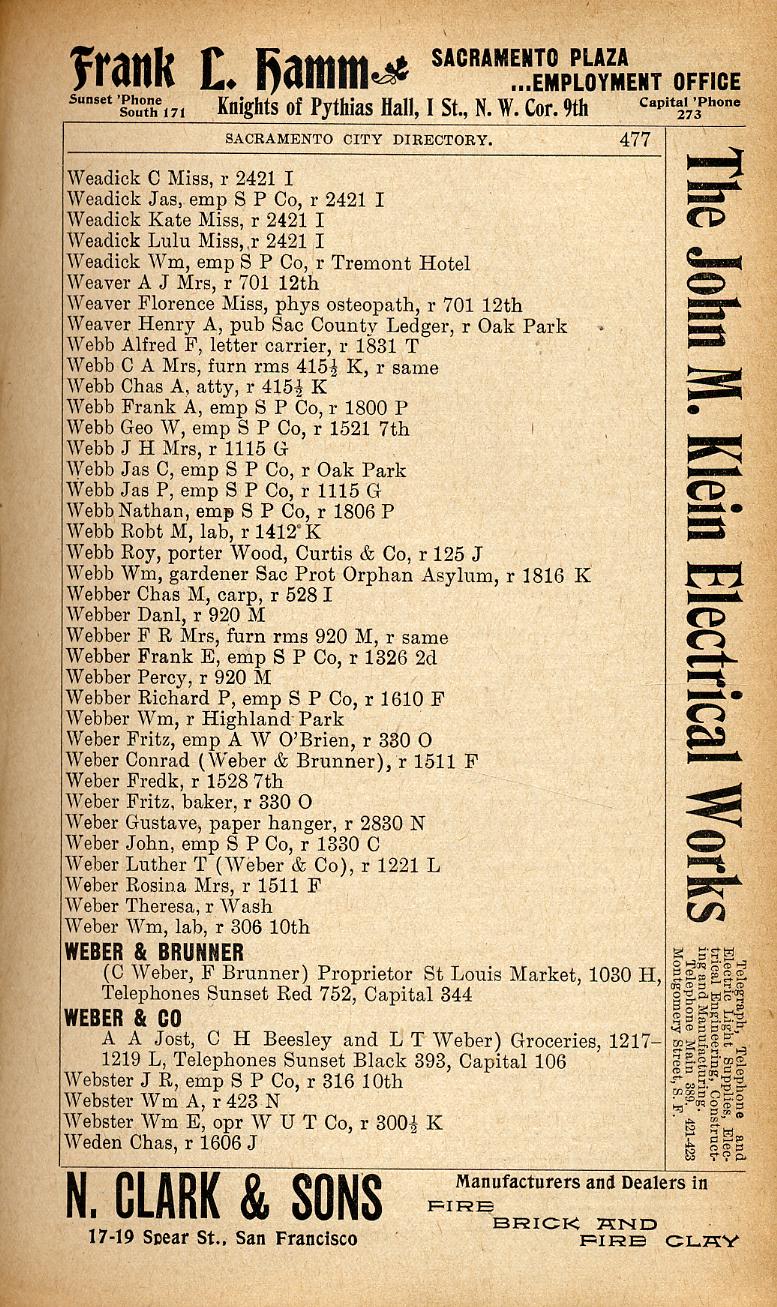 Frank L. Hamm
SACRAMENTO PLAZA
...EMPLOYMENT OFFICE
Sunset 'Phone
South 171
Knights of Pythias Hall, I St., N. W. Cor. 9th
Capital 'Phone
273
SACRAMENTO CITY DIRECTORY. 477
Weadick C Miss, r 2421 I
Weadick Jas, emp S P Co, r 2421 I
Weadick Kate Miss, r 2421 I
Weadick Lulu Miss, r 2421 I
Weadick Wm, emp S P Co, r Tremont Hotel
Weaver A J Mrs, r 701 12th
Weaver Florence Miss, phys osteopath, r 701 12th
Weaver Henry A, pub Sac County Ledger, r Oak Park
Webb Alfred F, letter carrier, r 1831 T
Webb C A Mrs, furn rms 415½ K, r same
Webb Chas A, atty, r 415½ K
Webb Frank A, emp S P Co, r 1800 P
Webb Geo W, emp S P Co, r 1521 7th
Webb J H Mrs, r 1115 G
Webb Jas C, emp S P Co, r Oak Park
Webb Jas P, emp S P Co, r 1115 G
Webb Nathan, emp S P Co, r 1806 P
Webb Robt M, lab, r 1412 K
Webb Roy, porter Wood, Curtis & Co, r 125 J
Webb Wm, gardener Sac Prot Orphan Asylum, r 1816 K
Webber Chas M, carp, r 528 I
Webber Danl, r 920 M
Webber F R Mrs, furn rms 920 M, r same
Webber Frank E, emp S P Co, r 1326 2d
Webber Percy, r 920 M
Webber Richard P, emp S P Co, r 1610 F
Webber Wm, r Highland Park
Weber Fritz, emp A W O'Brien, r 330 O
Weber Conrad (Weber & Brunner), r 1511 F
Weber Fredk, r 1528 7th
Weber Fritz, baker, r 330 O
Weber Gustave, paper hanger, r 2830 N
Weber John, emp S P Co, r 1330 C
Weber Luther T (Weber & Co), r 1221 L
Weber Rosina Mrs, r 1511 F
Weber Theresa, r Wash
Weber Wm, lab, r 306 10th
WEBER & BRUNNER
(C Weber, F Brunner) Proprietor St Louis Market, 1030 H,
Telephones Sunset Red 752, Capital 344
WEBER & CO
A A Jost, C H Beesley and L T Weber) Groceries, 1217–
1219 L, Telephones Sunset Black 393, Capital 106
Webster J R, emp S P Co, r 316 10th
Webster Wm A, r 423 N
Webster Wm E, opr W U T Co, r 300½ K
Weden Chas, r 1606 J
The John M. Klein Electrical Works
Telegraph, Telephone and
Electric Light Supplies, Elec-
trical Engineering, Construct-
ing and Manufacturing.
Telephone Main 389. 421-423
Montgomery Street, S. F.
N. CLARK & SONS
17-19 Spear St., San Francisco
Manufacturers and Dealers in
FIRE
BRICK AND
FIRE CLAY